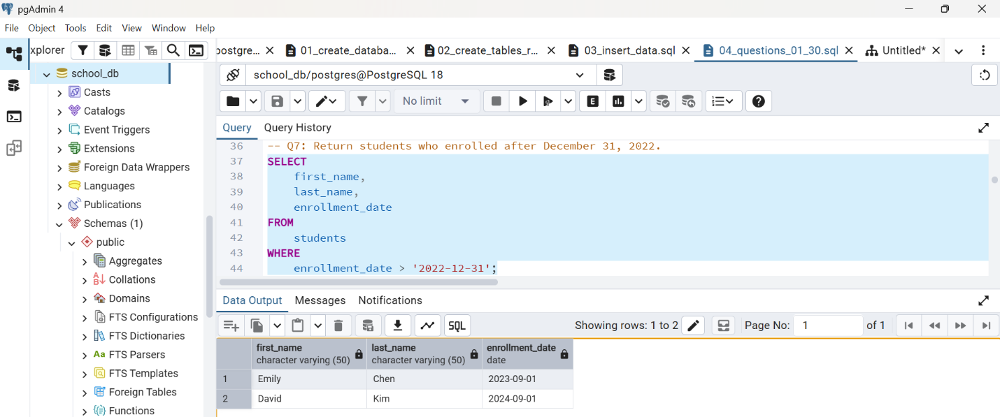 pgAdmin 4
File Object Tools Edit View Window Help
xplorer
postgre... 01_create_databa... 02_create_tables_r... 03_insert_data.sql 04_questions_01_30.sql Untitled*
school_db/postgres@PostgreSQL 18
No limit
E
Query Query History
36 -- Q7: Return students who enrolled after December 31, 2022.
37 SELECT
38 first_name,
39 last_name,
40 enrollment_date
41 FROM
42 students
43 WHERE
44 enrollment_date > '2022-12-31';
school_db
Casts
Catalogs
Event Triggers
Extensions
Foreign Data Wrappers
Languages
Publications
Schemas (1)
public
Aggregates
Collations
Domains
FTS Configurations
FTS Dictionaries
Aa FTS Parsers
FTS Templates
Foreign Tables
Functions
Data Output Messages Notifications
SQL Showing rows: 1 to 2 Page No: 1 of 1
first_name last_name enrollment_date
character varying (50) character varying (50) date
1 Emily Chen 2023-09-01
2 David Kim 2024-09-01